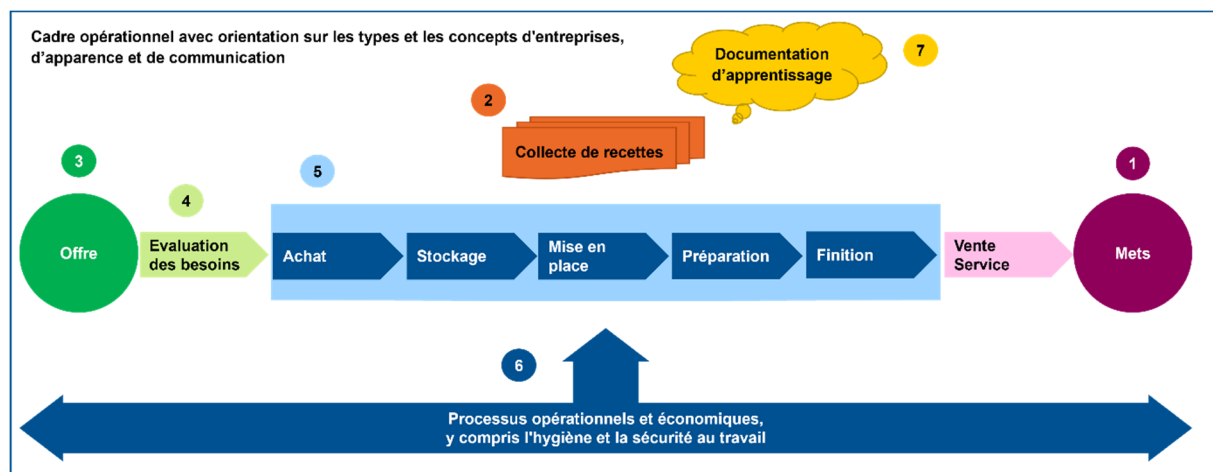 Cadre opérationnel avec orientation sur les types et les concepts d'entreprises,
d'apparence et de communication
7
Documentation
d'apprentissage
2
Collecte de recettes
3
5
1
4
Offre
Evaluation
des besoins
Achat
Stockage
Mise en
place
Préparation
Finition
Vente
Service
Mets
6
Processus opérationnels et économiques,
y compris l'hygiène et la sécurité au travail